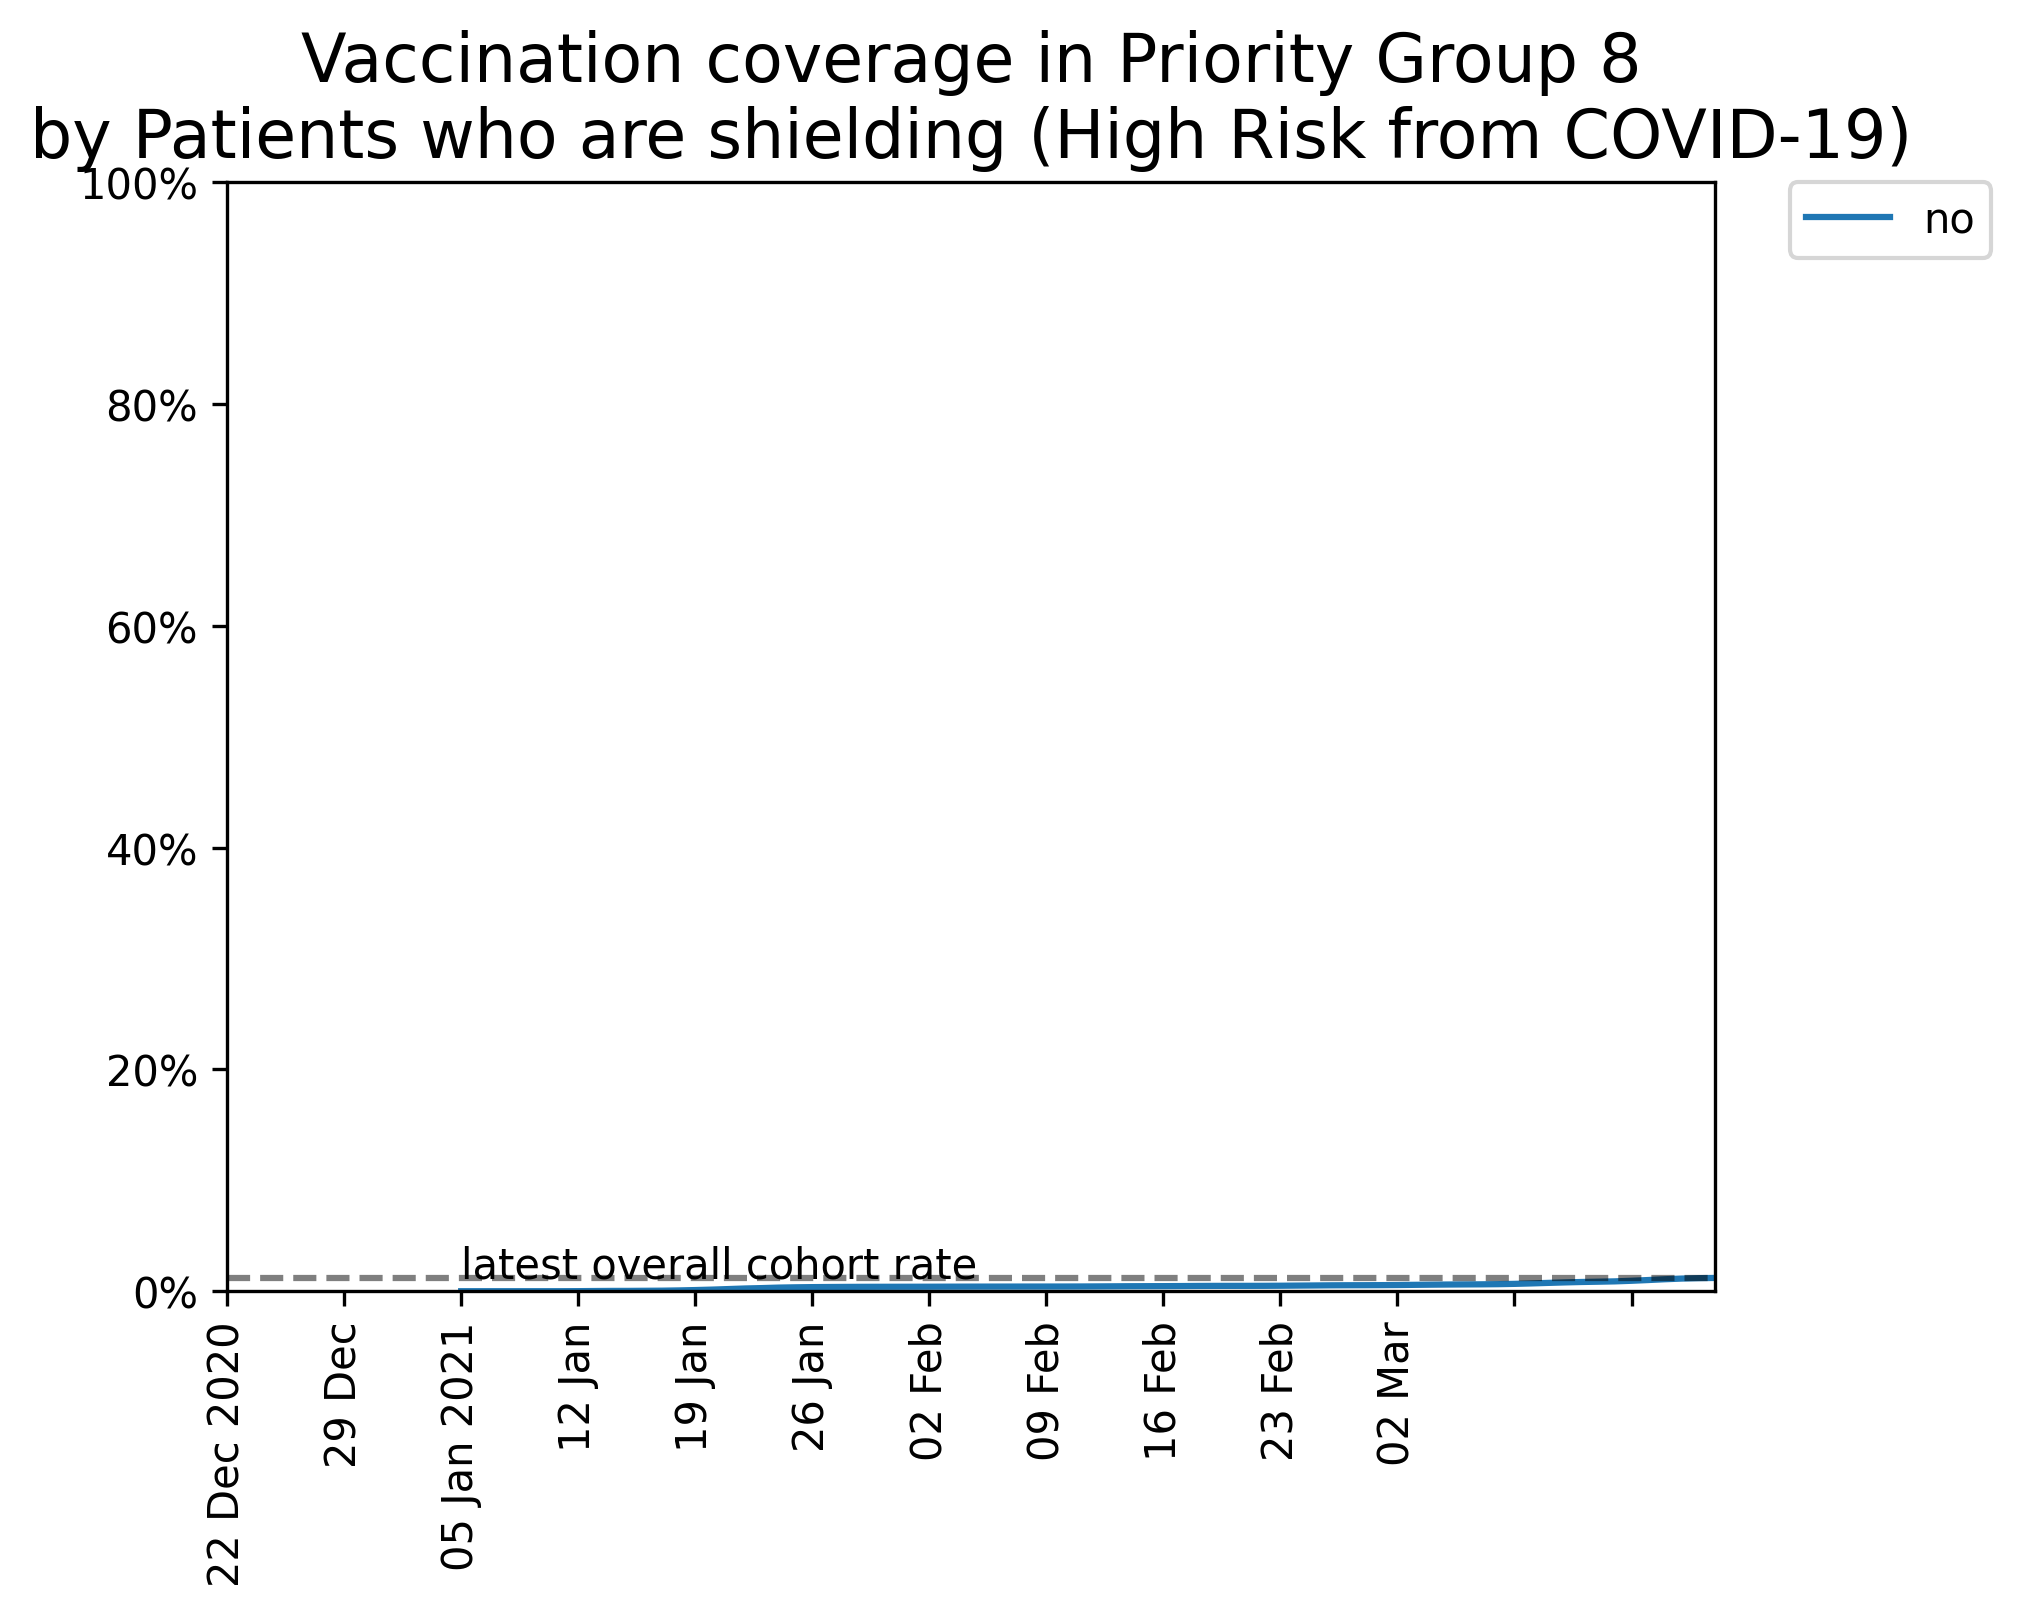 Vaccination coverage in Priority Group 8
by Patients who are shielding (High Risk from COVID-19)
100%
no
80%
60%
40%
20%
latest overall cohort rate
0%
22 Dec 2020
29 Dec
05 Jan 2021
12 Jan
19 Jan
26 Jan
02 Feb
09 Feb
16 Feb
23 Feb
02 Mar